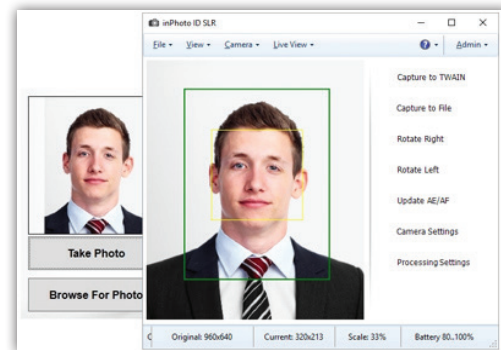 inPhoto ID SLR
File View Camera Live View ? Admin
Capture to TWAIN
Capture to File
Rotate Right
Rotate Left
Update AE/AF
Camera Settings
Processing Settings
Take Photo
Browse For Photo
Original: 960x640 Current: 320x213 Scale: 33% Battery 80..100%